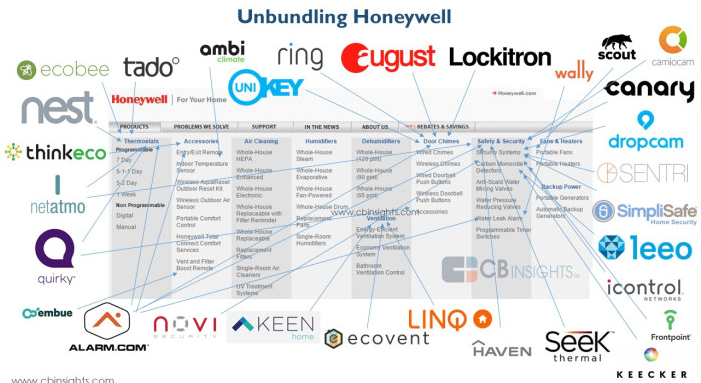 Unbundling Honeywell
ecobee
tado°
ambi
climate
ring
august
Lockitron
scout
camiocam
wally
UNI KEY
canary
nest
Honeywell | For Your Home
Honeywell.com
PRODUCTS PROBLEMS WE SOLVE SUPPORT IN THE NEWS ABOUT US REBATES & SAVINGS
dropcam
thinkeco
SENTRI
netatmo
SimpliSafe
Home Security
quirky
leeo
Thermostats
Programmable
7 Day
5-1-1 Day
5-2 Day
1 Week
Non Programmable
Digital
Manual
Accessories
Entry/Exit Remote
Indoor Temperature
Sensor
Wireless AquaReset
Outdoor Reset Kit
Wireless Outdoor Air
Sensor
Portable Comfort
Control
Honeywell Total
Connect Comfort
Services
Vent and Filter
Boost Remote
Air Cleaning
Whole-House
HEPA
Whole-House
Enhanced
Whole-House
Electronic
Whole-House
Replaceable with
Filter Reminder
Whole-House
Replaceable
Replacement
Filters
Single-Room Air
Cleaners
UV Treatment
Systems
Humidifiers
Whole-House
Steam
Whole-House
Evaporative
Whole-House
Fan-Powered
Whole-House Drum
Replacement
Pads
Single-Room
Humidifiers
Dehumidifiers
Whole-House
(120 pint)
Whole-House
(90 pint)
Whole-House
(65 pint)
www.cbinsights.com
Ventilation
Energy-Efficient
Ventilation System
Economy Ventilation
System
Bathroom
Ventilation Control
Door Chimes
Wired Chimes
Wireless Chimes
Wired Doorbell
Push Buttons
Wireless Doorbell
Push Buttons
Accessories
Safety & Security
Security Systems
Carbon Monoxide
Detectors
Anti-Scald Water
Mixing Valves
Water Pressure
Reducing Valves
Water Leak Alarm
Programmable Timer
Switches
Fans & Heaters
Portable Fans
Portable Heaters
Backup Power
Portable Generators
Automatic Backup
Generators
CBINSIGHTS
icontrol
NETWORKS
embue
ALARM.COM
NOVI
SECURITY
KEEN
home
ecovent
LINQ
HAVEN
Seek
thermal
Frontpoint
KEECKER
www.cbinsights.com